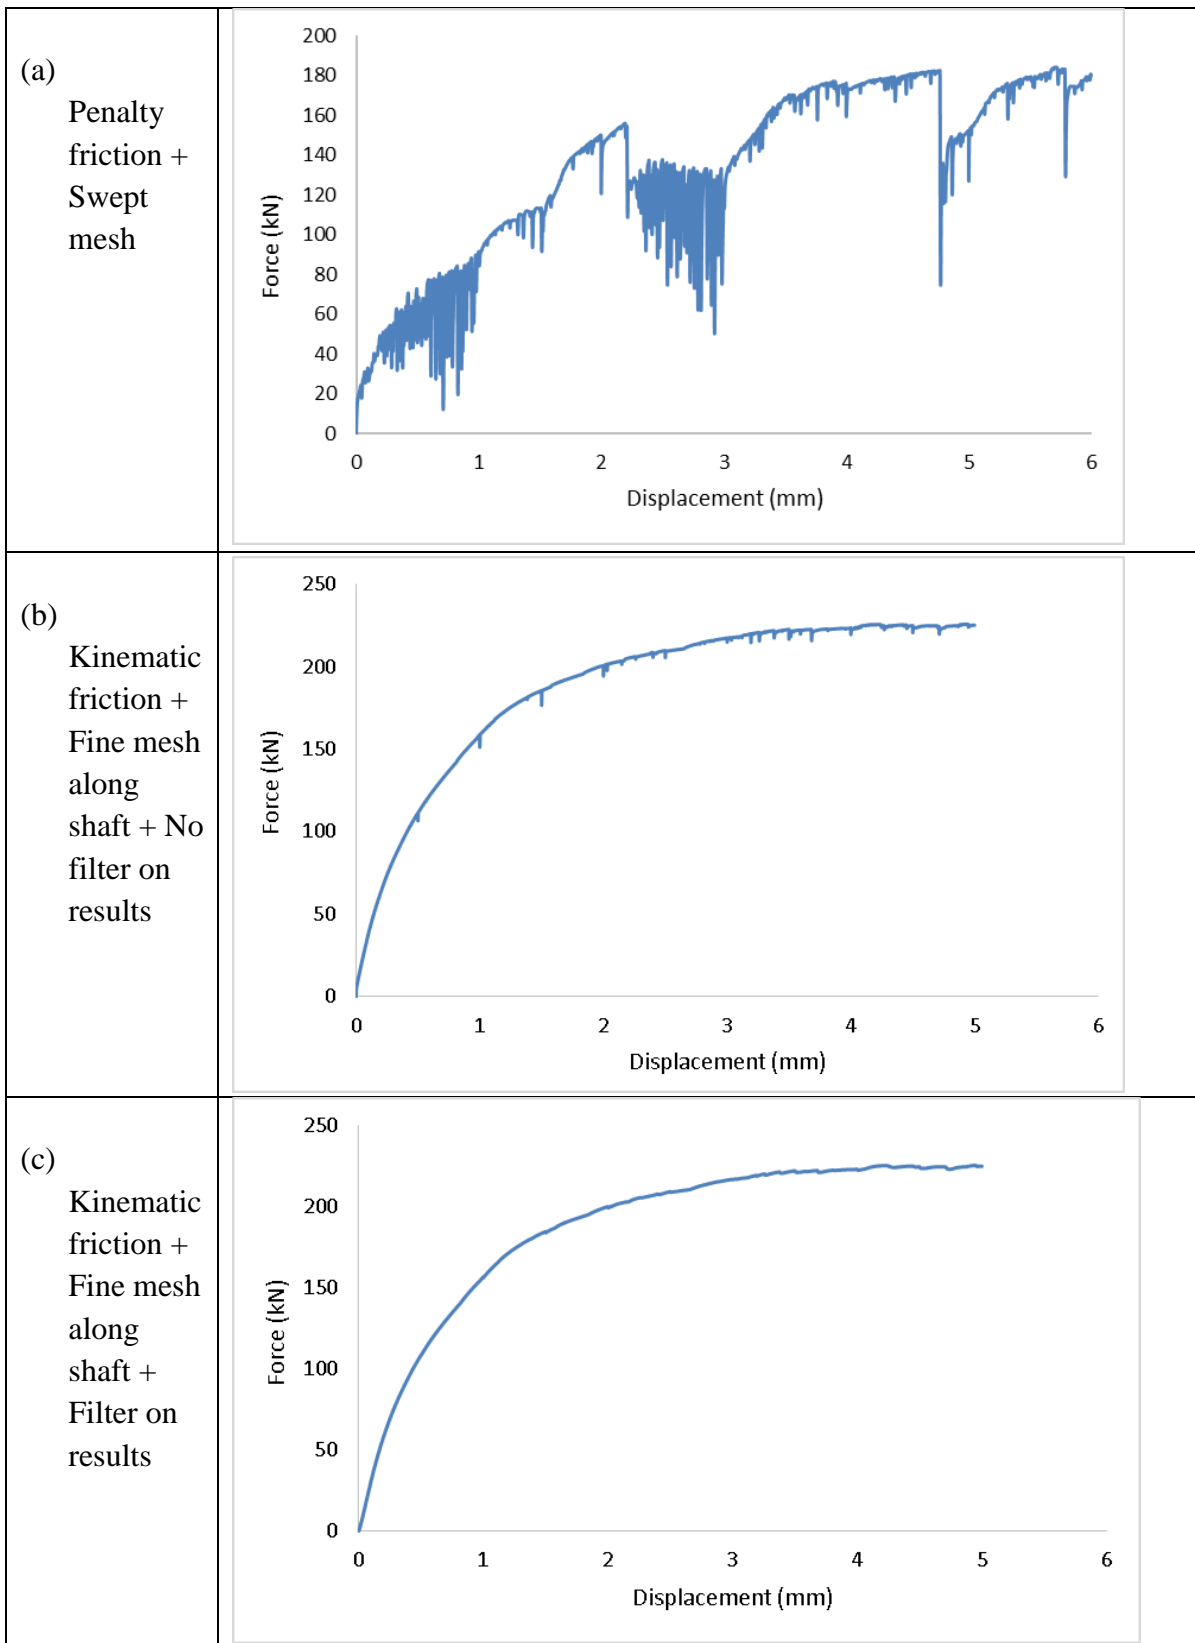 (a)
Penalty
friction +
Swept
mesh
200
180
160
140
120
100
80
60
40
20
0
Force (kN)
0 1 2 3 4 5 6
Displacement (mm)
(b)
Kinematic
friction +
Fine mesh
along
shaft + No
filter on
results
250
200
150
100
50
0
Force (kN)
0 1 2 3 4 5 6
Displacement (mm)
(c)
Kinematic
friction +
Fine mesh
along
shaft +
Filter on
results
250
200
150
100
50
0
Force (kN)
0 1 2 3 4 5 6
Displacement (mm)